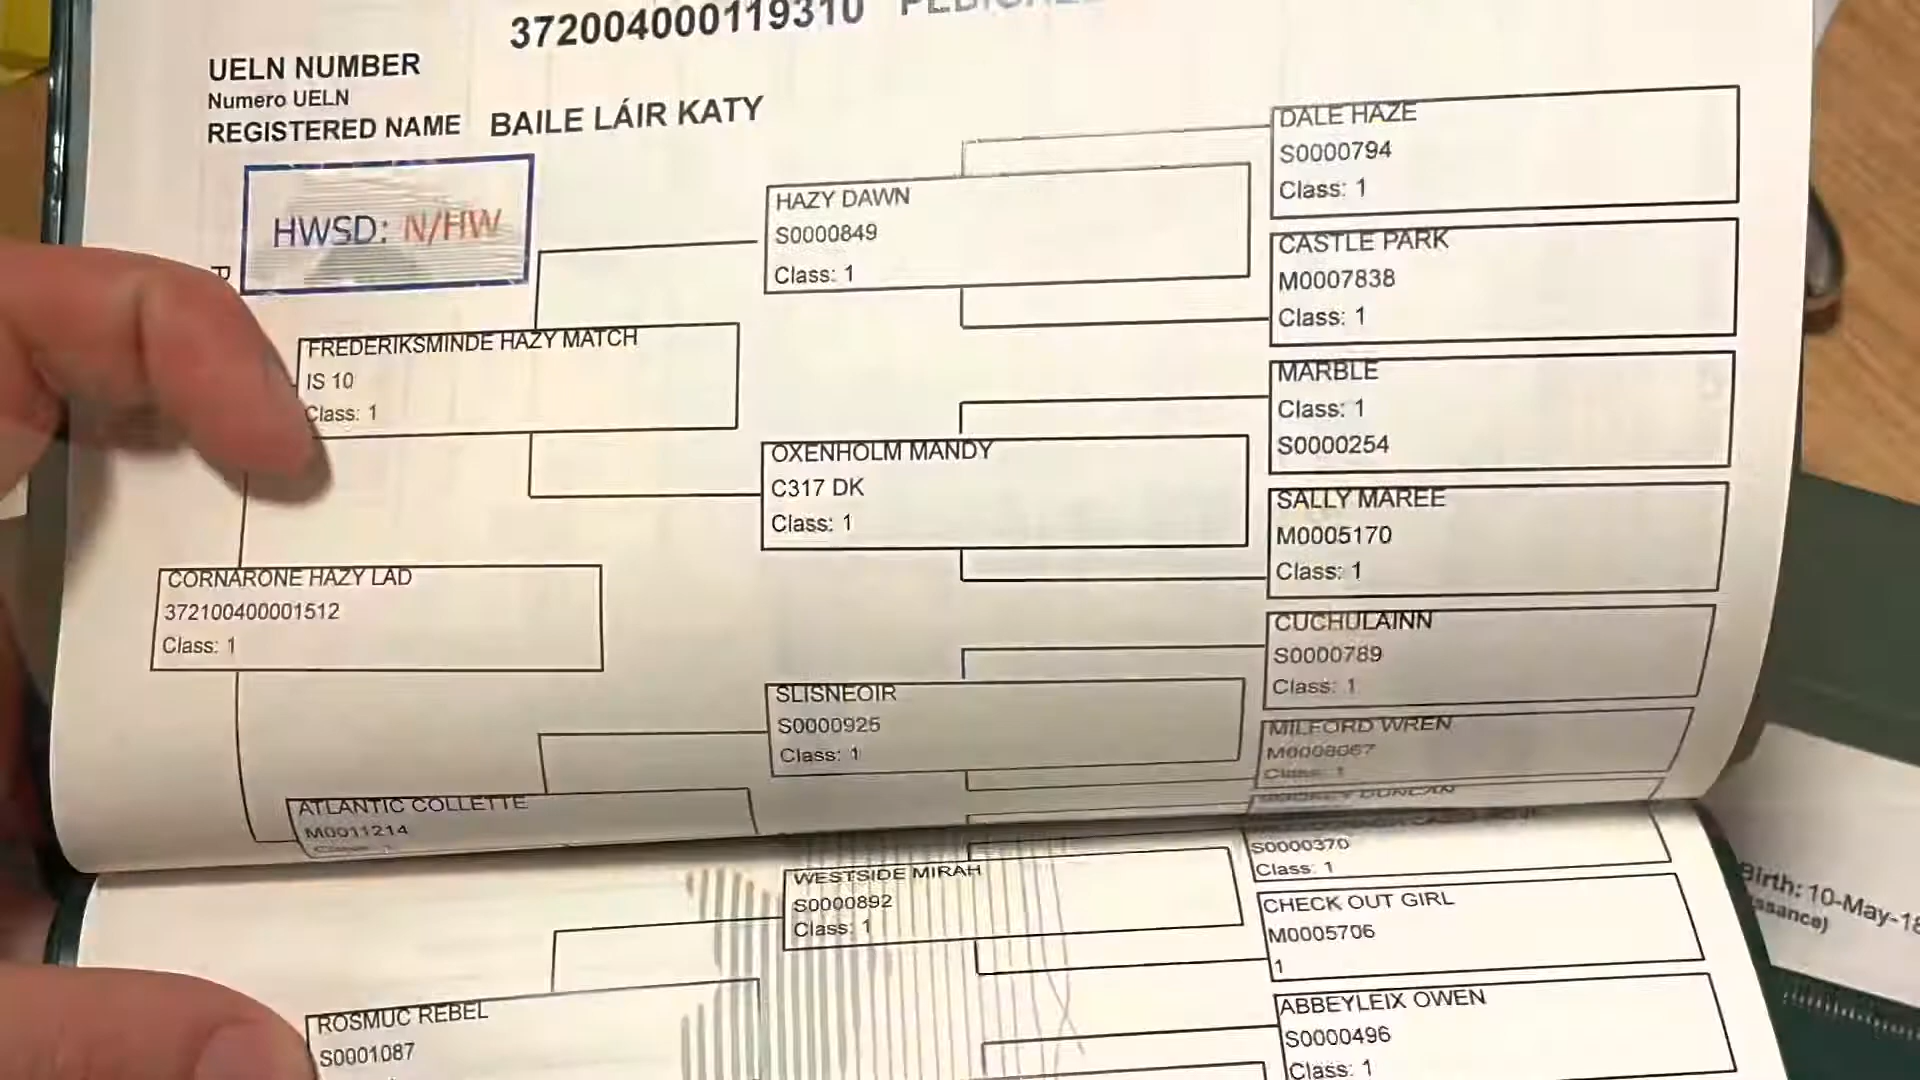 372004000119310
UELN NUMBER
Numero UELN
REGISTERED NAME BAILE LÁIR KATY
HWSD: N/HW
FREDERIKSMINDE HAZY MATCH
IS 10
Class: 1
CORNARONE HAZY LAD
372100400001512
Class: 1
ATLANTIC COLLETTE
M0011214
HAZY DAWN
S0000849
Class: 1
OXENHOLM MANDY
C317 DK
Class: 1
SLISNEOIR
S0000925
Class: 1
DALE HAZE
S0000794
Class: 1
CASTLE PARK
M0007838
Class: 1
MARBLE
Class: 1
S0000254
SALLY MAREE
M0005170
Class: 1
CUCHULAINN
S0000789
Class: 1
MILFORD WREN
Class: 1
WESTSIDE MIRAH
S0000892
Class: 1
ROSMUC REBEL
S0001087
S0000370
Class: 1
CHECK OUT GIRL
M0005706
1
ABBEYLEIX OWEN
S0000496
Class: 1
Birth: 10-May-18